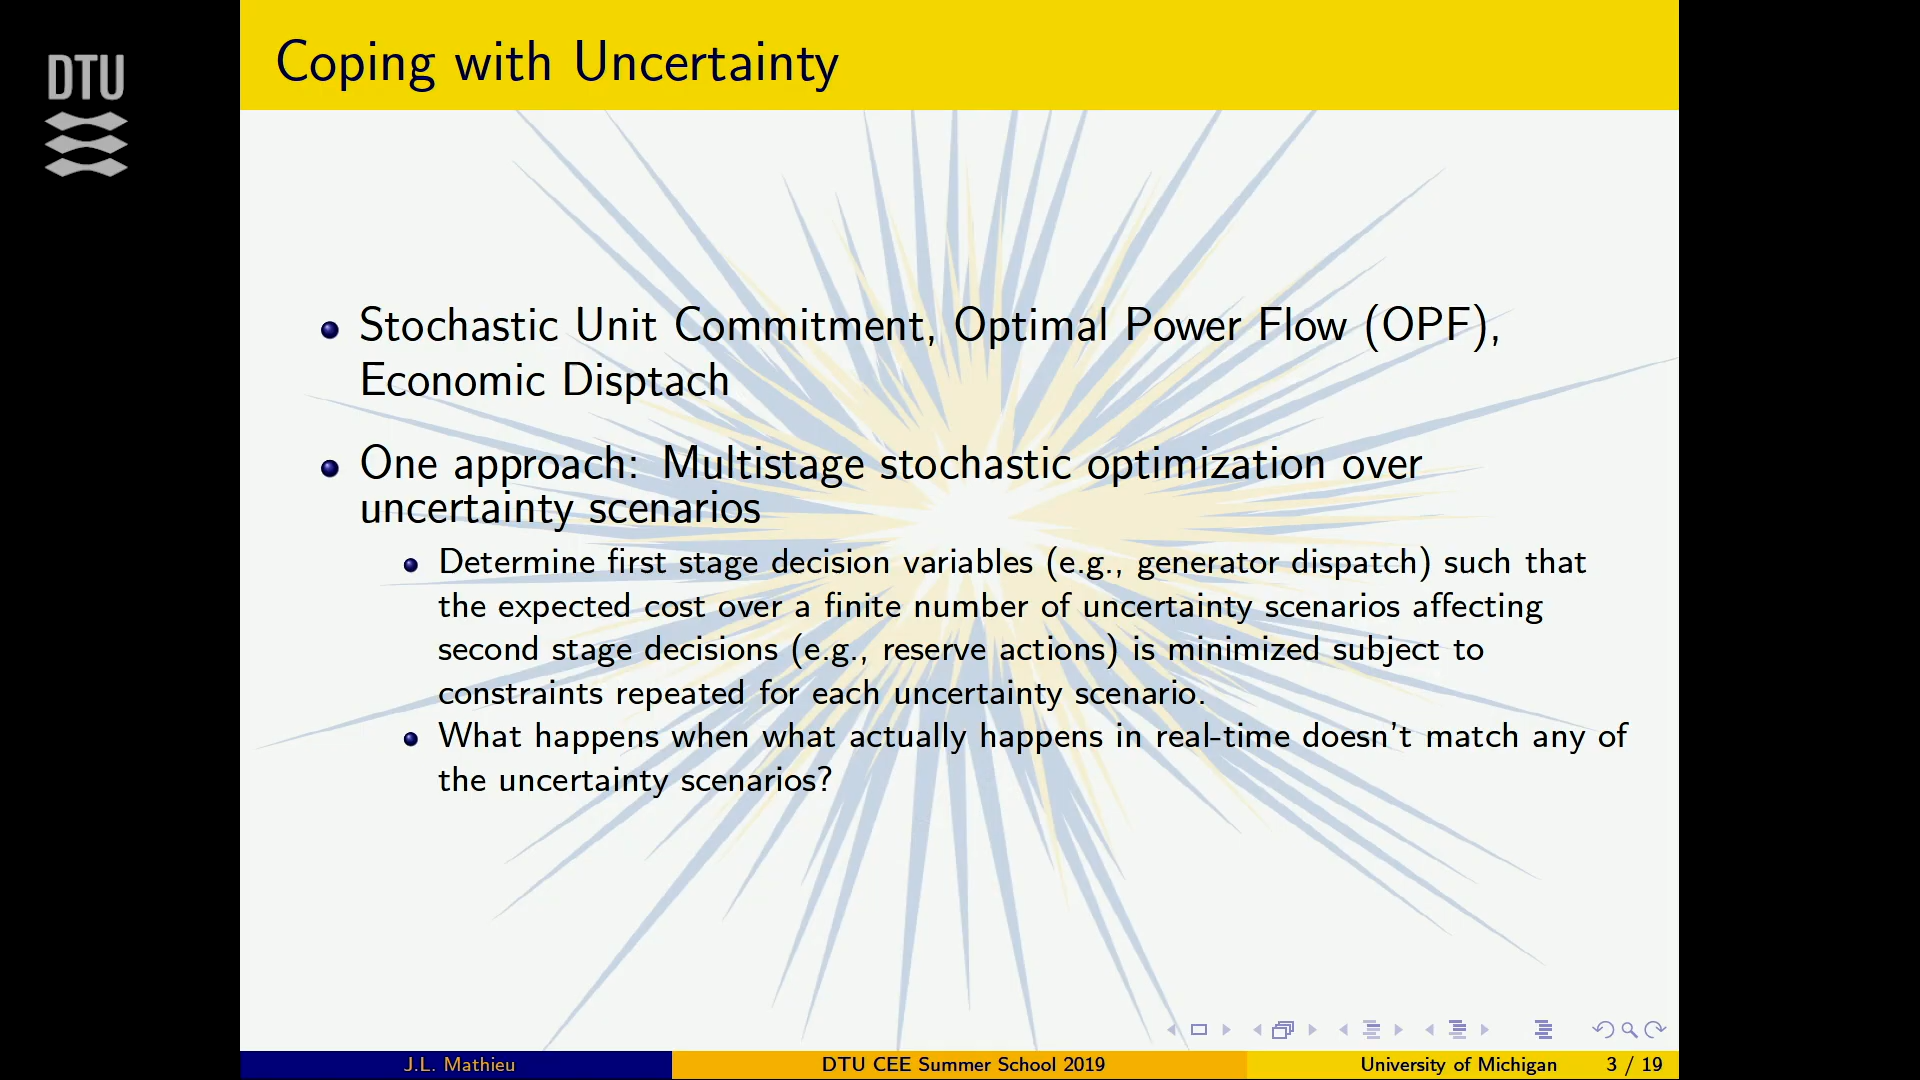 DTU
Coping with Uncertainty
Stochastic Unit Commitment, Optimal Power Flow (OPF),
Economic Disptach
One approach: Multistage stochastic optimization over
uncertainty scenarios
Determine first stage decision variables (e.g., generator dispatch) such that
the expected cost over a finite number of uncertainty scenarios affecting
second stage decisions (e.g., reserve actions) is minimized subject to
constraints repeated for each uncertainty scenario.
What happens when what actually happens in real-time doesn't match any of
the uncertainty scenarios?
J.L. Mathieu
DTU CEE Summer School 2019
University of Michigan
3 / 19